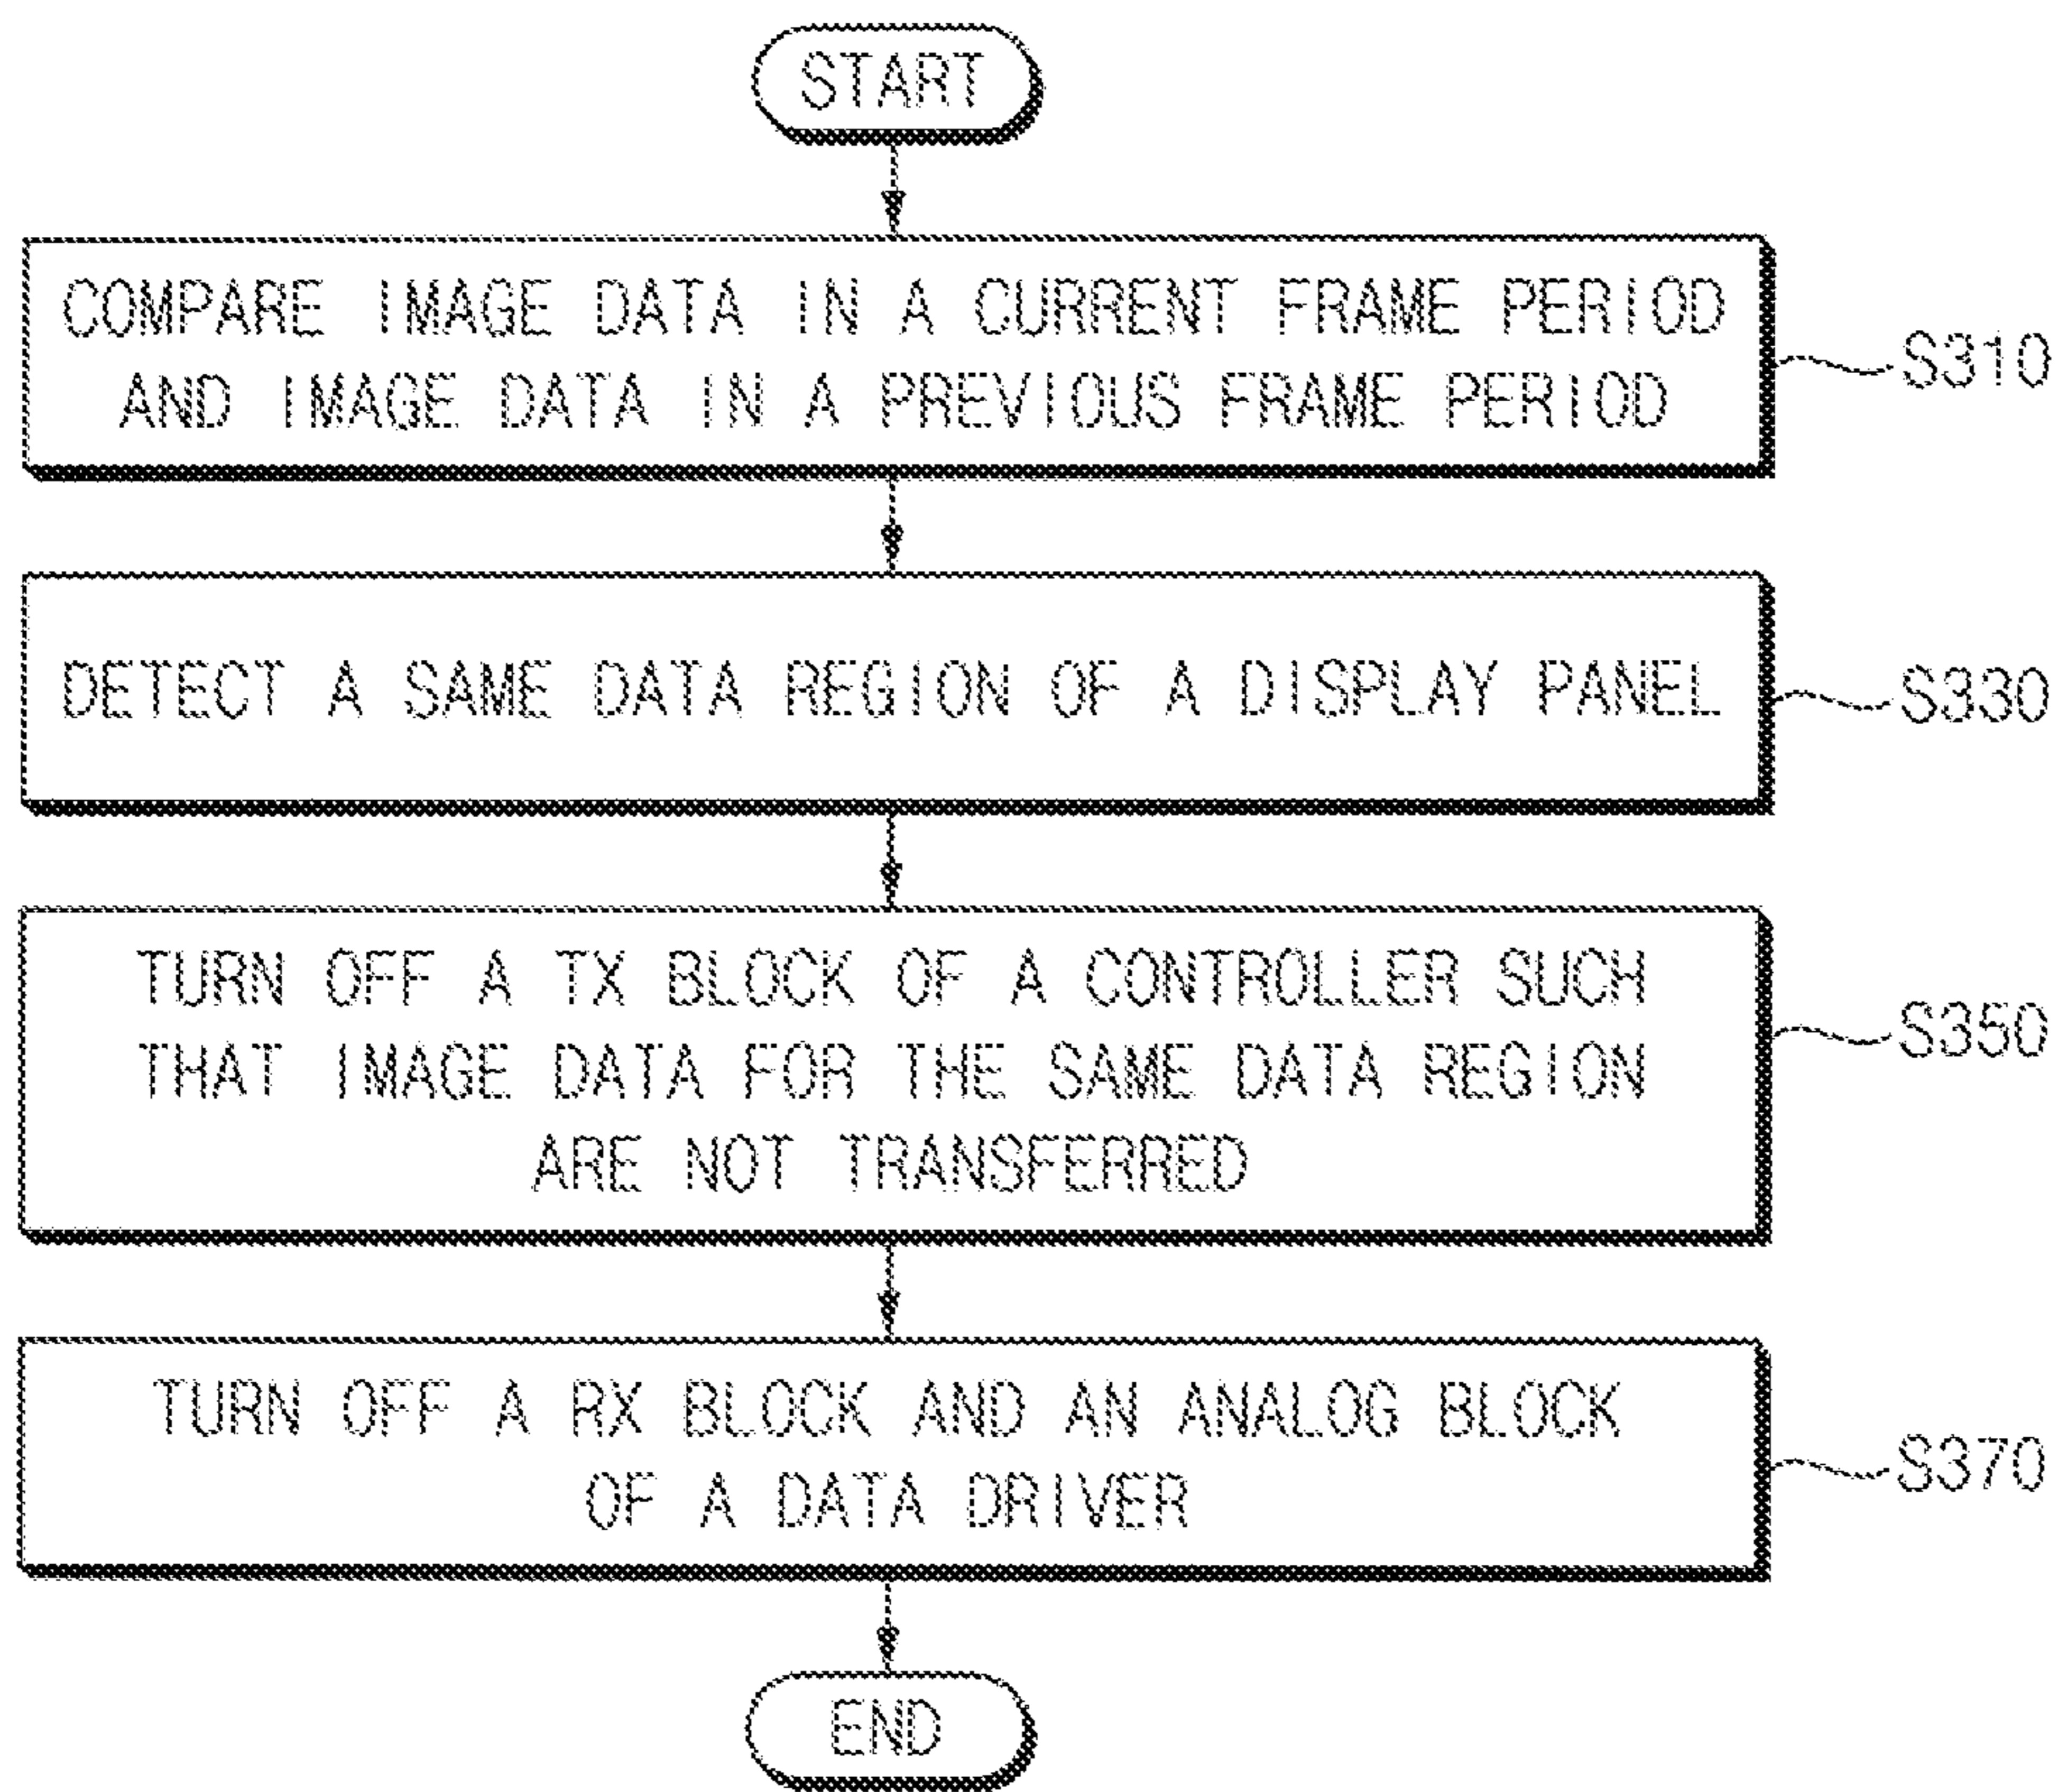 START
COMPARE IMAGE DATA IN A CURRENT FRAME PERIOD
AND IMAGE DATA IN A PREVIOUS FRAME PERIOD
S310
DETECT A SAME DATA REGION OF A DISPLAY PANEL
S330
TURN OFF A TX BLOCK OF A CONTROLLER SUCH
THAT IMAGE DATA FOR THE SAME DATA REGION
ARE NOT TRANSFERRED
S350
TURN OFF A RX BLOCK AND AN ANALOG BLOCK
OF A DATA DRIVER
S370
END